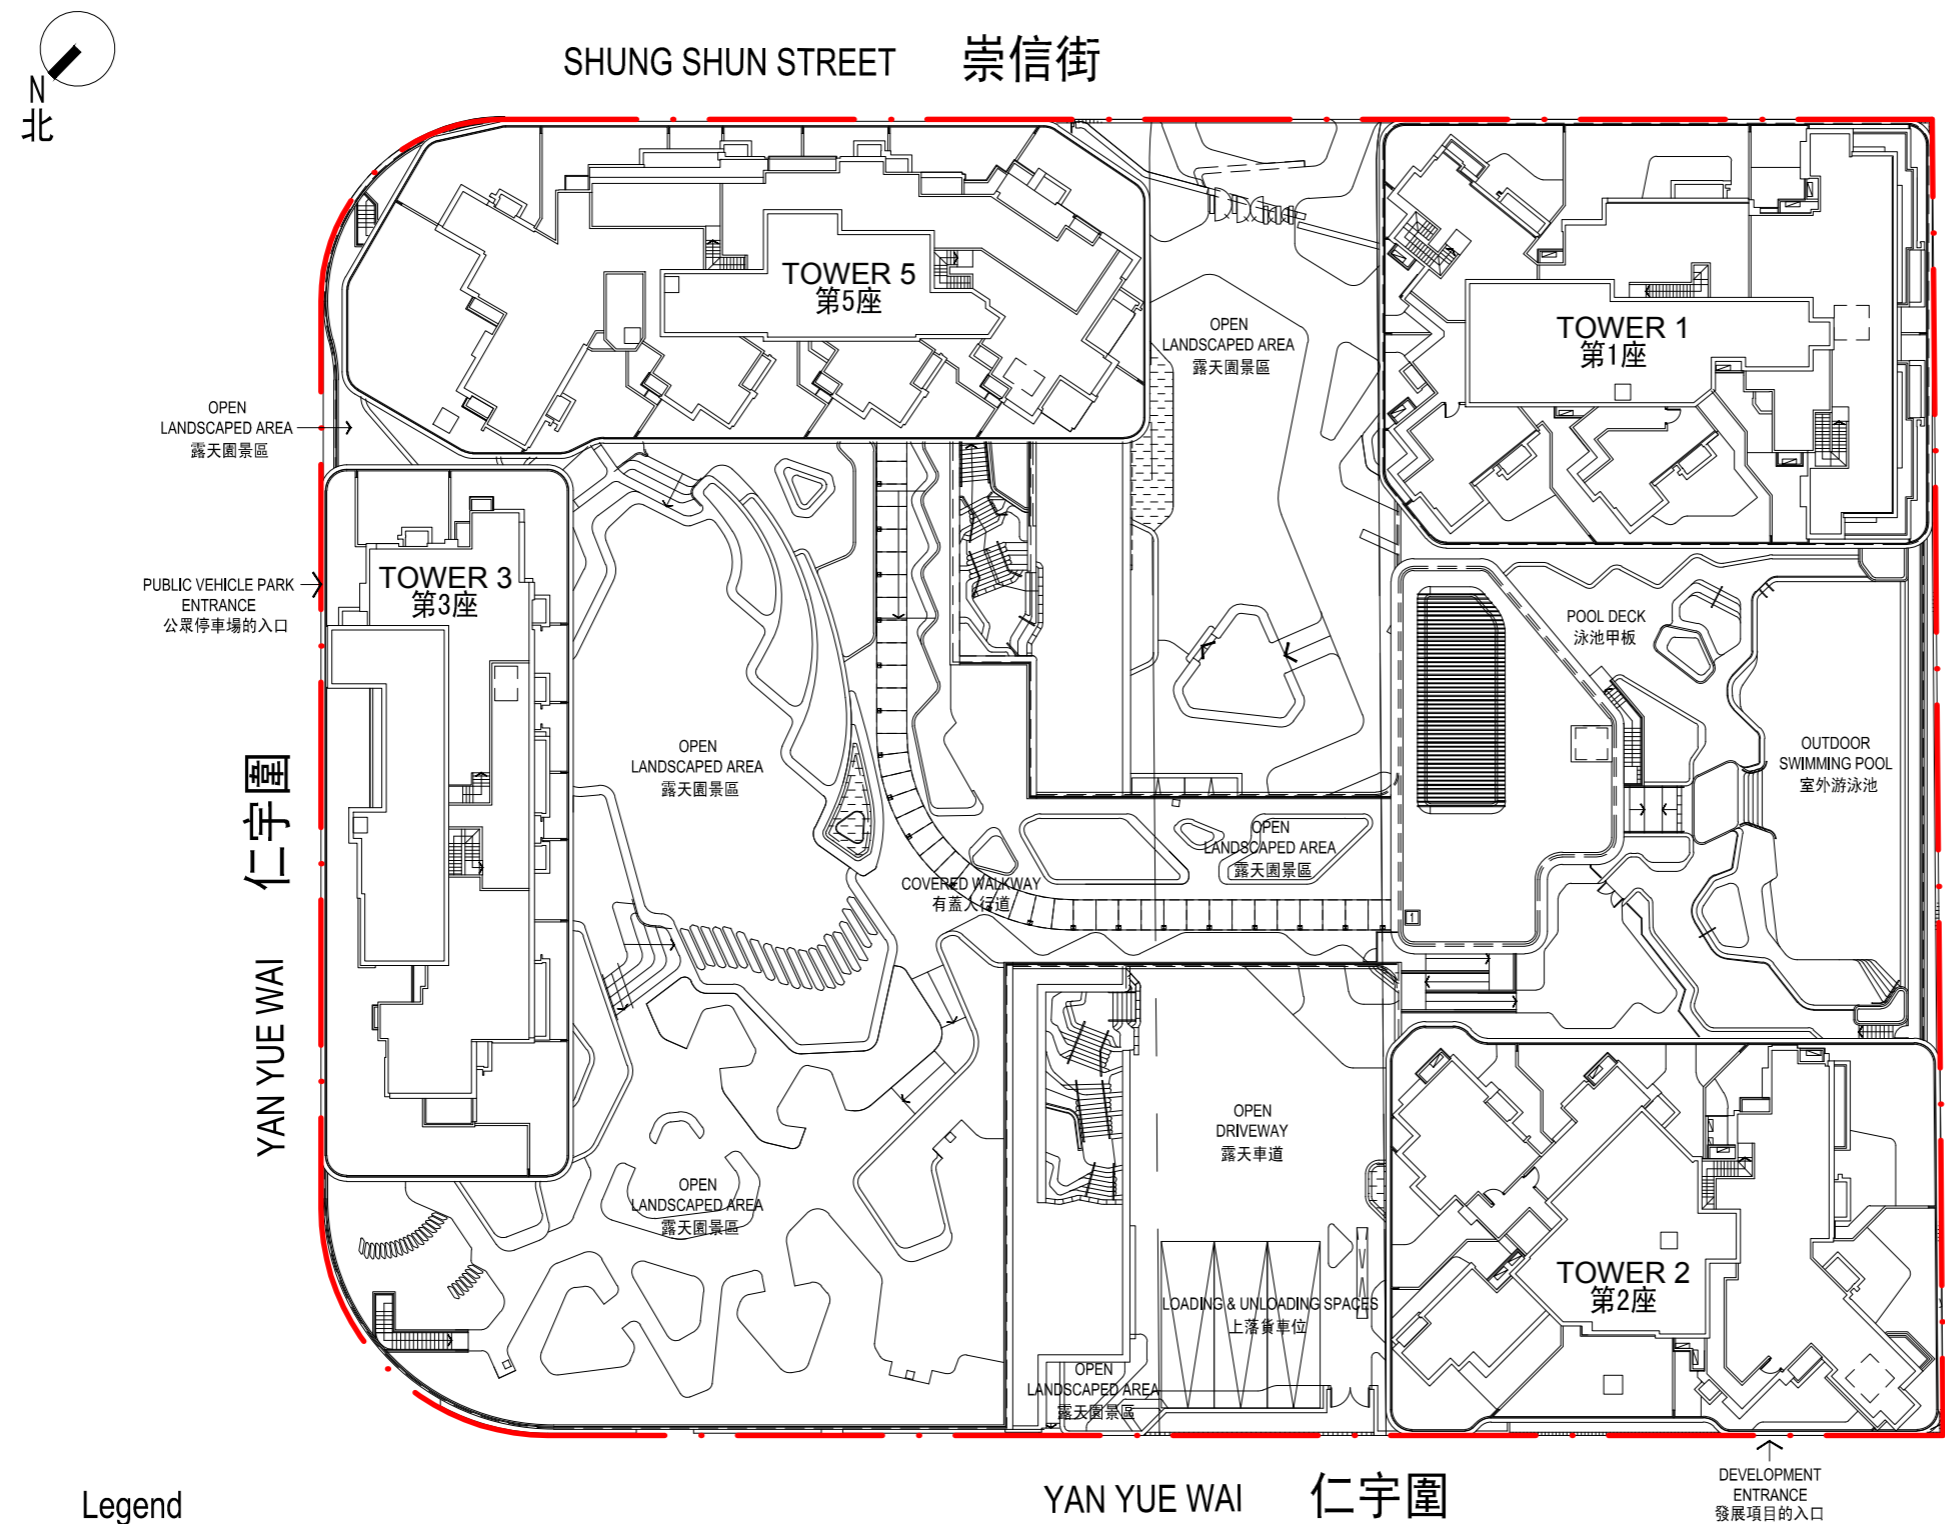 N
北
SHUNG SHUN STREET 崇信街
TOWER 5
第5座
TOWER 1
第1座
OPEN
LANDSCAPED AREA
露天園景區
OPEN
LANDSCAPED AREA
露天園景區
PUBLIC VEHICLE PARK
ENTRANCE
公眾停車場的入口
TOWER 3
第3座
POOL DECK
泳池甲板
OPEN
LANDSCAPED AREA
露天園景區
OUTDOOR
SWIMMING POOL
室外游泳池
OPEN
LANDSCAPED AREA
露天園景區
COVERED WALKWAY
有蓋人行道
1
YAN YUE WAI 仁宇圍
OPEN
DRIVEWAY
露天車道
OPEN
LANDSCAPED AREA
露天園景區
TOWER 2
第2座
LOADING & UNLOADING SPACES
上落貨車位
OPEN
LANDSCAPED AREA
露天園景區
YAN YUE WAI 仁宇圍
DEVELOPMENT
ENTRANCE
發展項目的入口
Legend